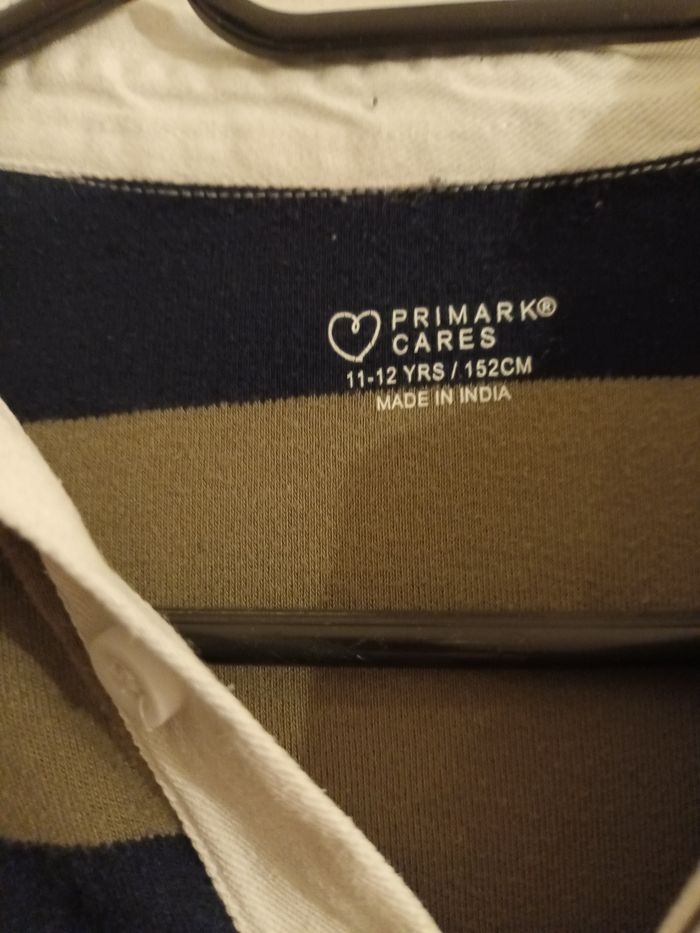 PRIMARK®
CARES
11-12 YRS / 152CM
MADE IN INDIA